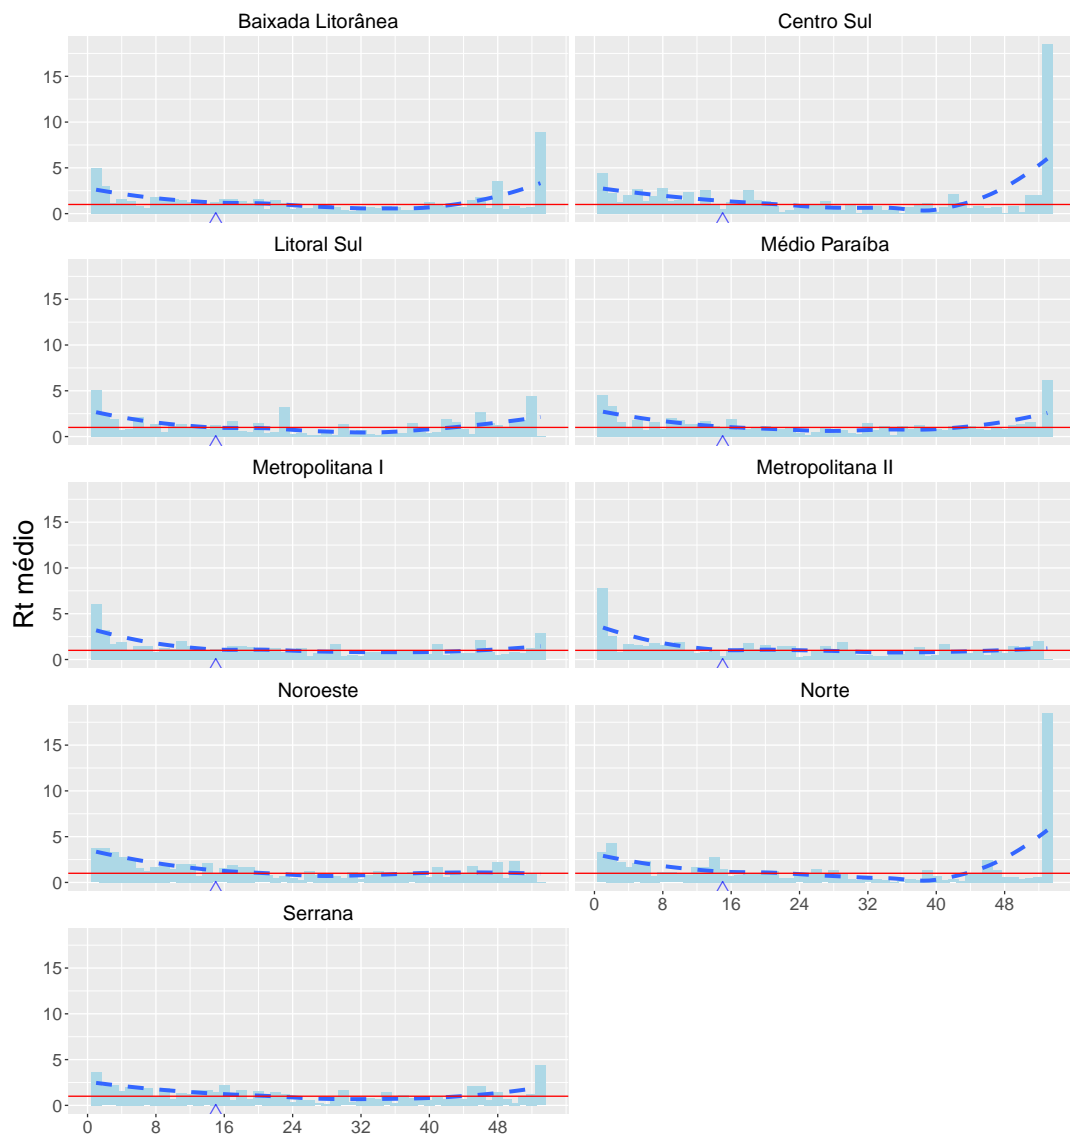 Baixada Litorânea Centro Sul
15
10
5
0
Litoral Sul Médio Paraíba
15
10
5
0
Metropolitana I Metropolitana II
15
10
5
0
Rt médio
Noroeste Norte
15
10
5
0
0 8 16 24 32 40 48
Serrana
15
10
5
0
0 8 16 24 32 40 48